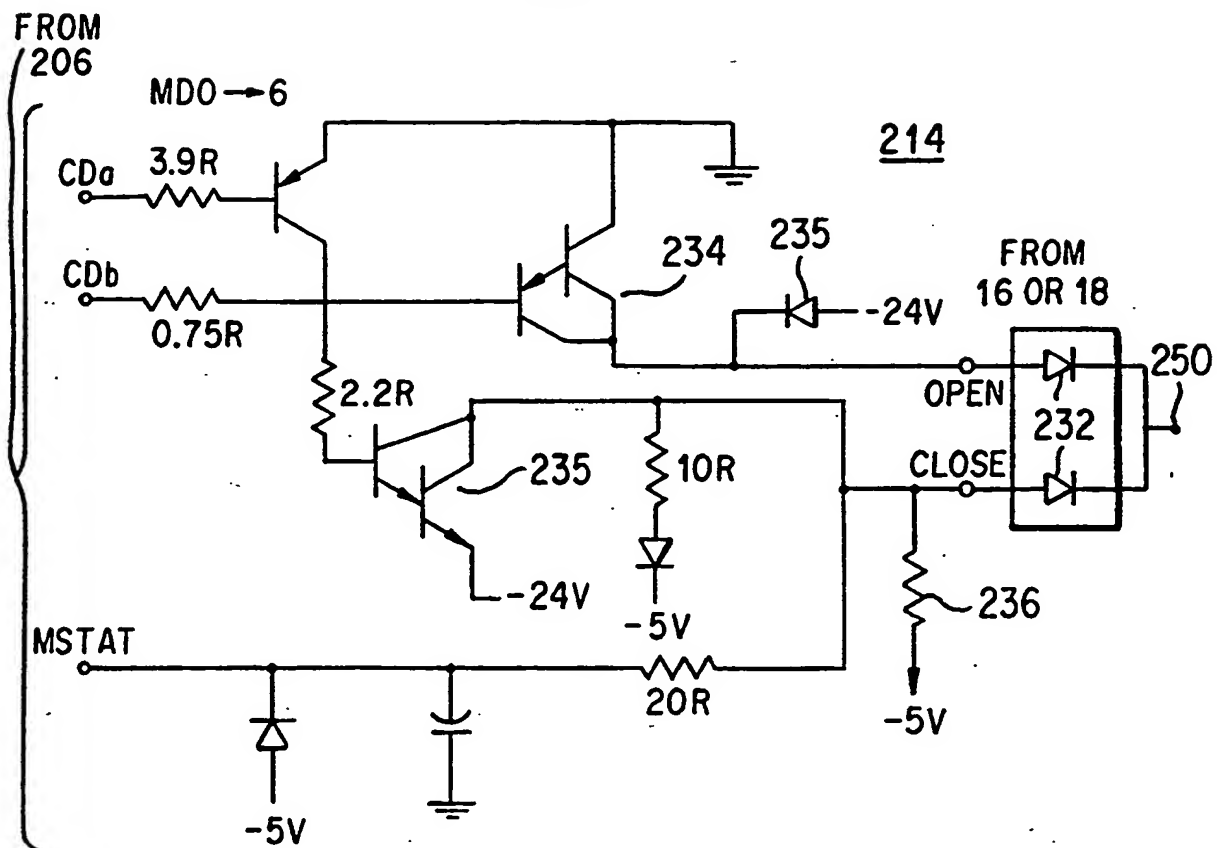 FROM
206
MDO → 6
214
CDa
3.9R
CDb
0.75R
234
235
-24V
FROM
16 OR 18
250
OPEN
232
2.2R
235
10R
CLOSE
-24V
-5V
236
MSTAT
20R
-5V
-5V